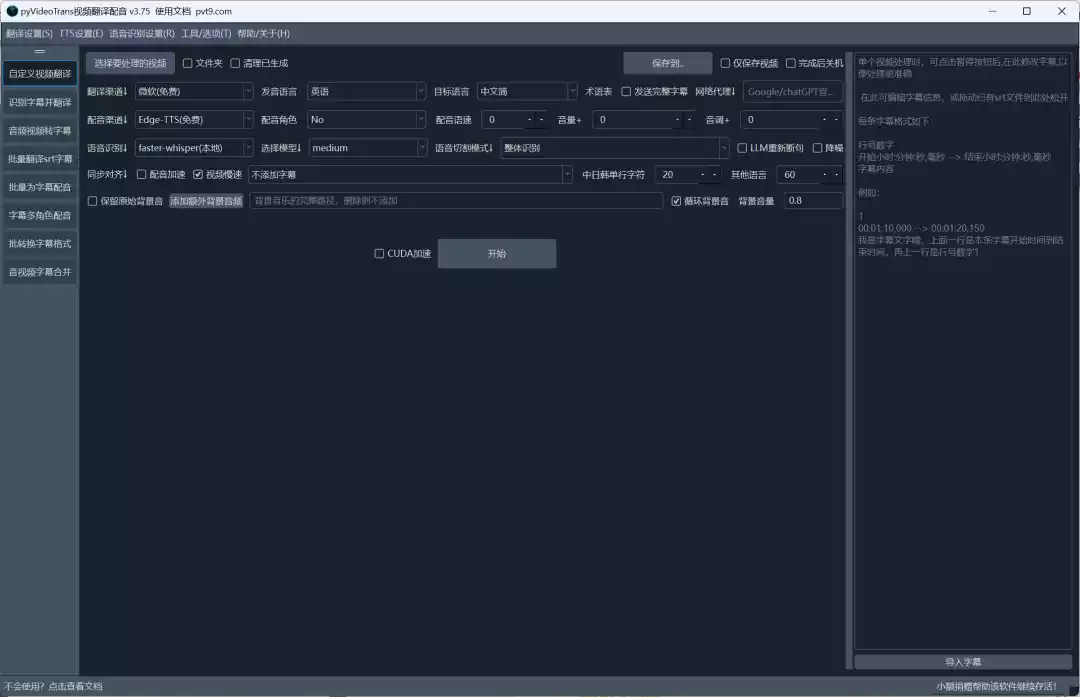 pyVideoTrans视频翻译配音 v3.75 使用文档 pvt9.com
翻译设置(S) TTS设置(E) 语音识别设置(R) 工具/选项(T) 帮助/关于(H)
自定义视频翻译
识别字幕并翻译
音频视频转字幕
批量翻译srt字幕
批量为字幕配音
字幕多角色配音
批转换字幕格式
音视频字幕合并
选择要处理的视频 文件夹 清理已生成 保存到.. 仅保存视频 完成后关机
翻译渠道↓ 微软(免费) 发音语言 英语 目标语言 中文简 术语表 发送完整字幕 网络代理↓ Google/chatGPT官...
配音渠道↓ Edge-TTS(免费) 配音角色 No 配音语速 0 音量+ 0 音调+ 0
语音识别↓ faster-whisper(本地) 选择模型↓ medium 语音切割模式↓ 整体识别 LLM重新断句 降噪
同步对齐↓ 配音加速 视频慢速 不添加字幕 中日韩单行字符 20 其他语言 60
保留原始背景音 添加额外背景音频 背景音乐的完整路径，删除则不添加 循环背景音 背景音量 0.8
CUDA加速 开始
单个视频处理时，可点击暂停按钮后,在此修改字幕,以
便处理更准确
在此可编辑字幕信息，或拖动已有srt文件到此处松开
每条字幕格式如下
行号数字
开始小时:分钟:秒,毫秒 --> 结束小时:分钟:秒,毫秒
字幕内容
例如:
1
00:01:10,000 --> 00:01:20,150
我是字幕文字哦，上面一行是本条字幕开始时间到结
束时间，再上一行是行号数字1
导入字幕
不会使用？点击查看文档
小额捐赠帮助该软件继续存活！